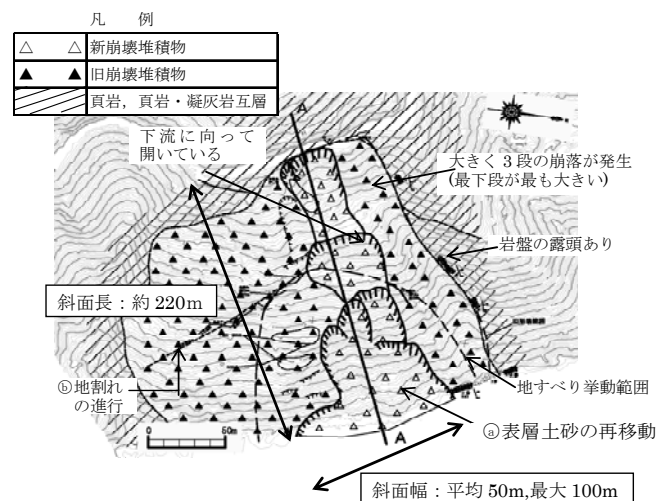 凡　例
△　△ 新崩壊堆積物
▲　▲ 旧崩壊堆積物
頁岩，頁岩・凝灰岩互層
A
下流に向って
開いている
大きく 3 段の崩落が発生
(最下段が最も大きい)
岩盤の露頭あり
斜面長：約 220m
ⓑ地割れ
の進行
地すべり挙動範囲
ⓐ表層土砂の再移動
0
50m
A
斜面幅：平均 50m,最大 100m